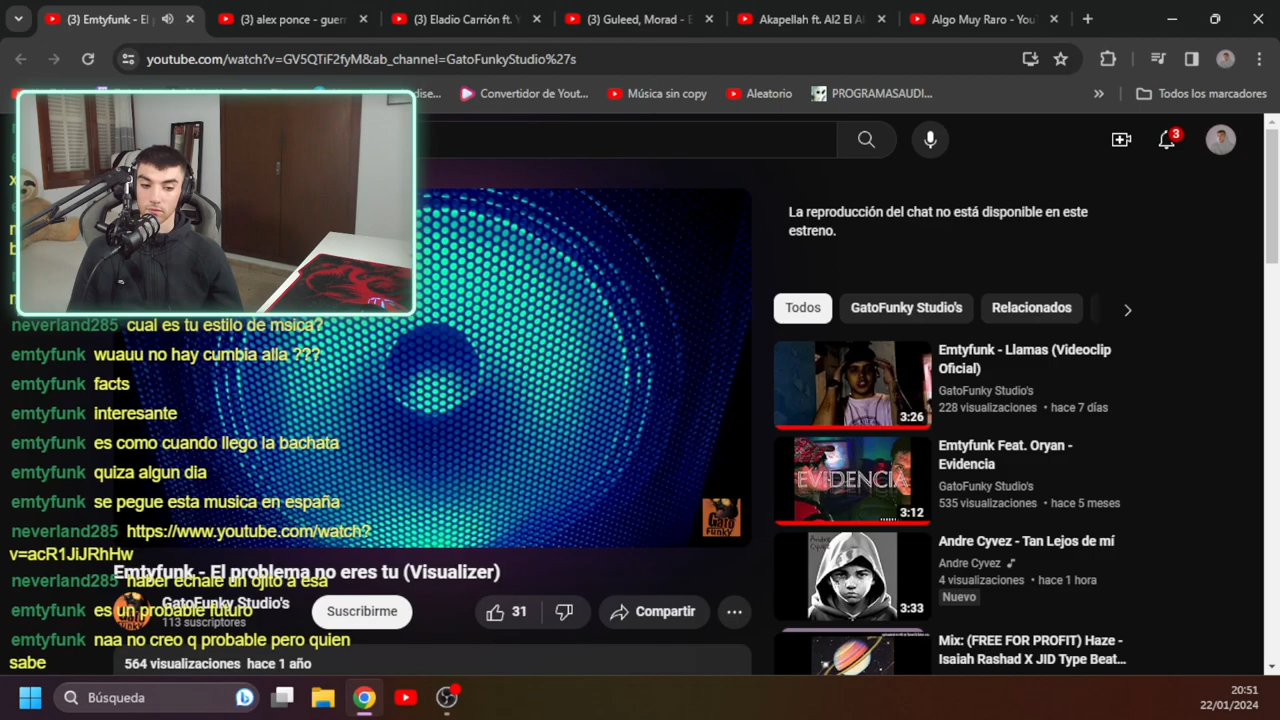 (3) Emtyfunk - El p
(3) alex ponce - guerr
(3) Eladio Carrión ft. Y
(3) Guleed, Morad - E
Akapellah ft. Al2 El Al
Algo Muy Raro - YouT
youtube.com/watch?v=GV5QTiF2fyM&ab_channel=GatoFunkyStudio%27s
Convertidor de Yout...
Música sin copy
Aleatorio
PROGRAMASAUDI...
Todos los marcadores
3
La reproducción del chat no está disponible en este
estreno.
Todos
GatoFunky Studio's
Relacionados
neverland285 cual es tu estilo de msica?
emtyfunk wuauu no hay cumbia alla ???
emtyfunk facts
emtyfunk interesante
emtyfunk es como cuando llego la bachata
emtyfunk quiza algun dia
emtyfunk se pegue esta musica en españa
neverland285 https://www.youtube.com/watch?
v=acR1JiJRhHw
neverland285 haber echale un ojito a esa
emtyfunk es un probable futuro
emtyfunk naa no creo q probable pero quien
sabe
Gato
Funky
Emtyfunk - El problema no eres tu (Visualizer)
GatoFunky Studio's
113 suscriptores
Suscribirme
31
Compartir
564 visualizaciones hace 1 año
3:26
Emtyfunk - Llamas (Videoclip
Oficial)
GatoFunky Studio's
228 visualizaciones • hace 7 días
EVIDENCIA
3:12
Emtyfunk Feat. Oryan -
Evidencia
GatoFunky Studio's
535 visualizaciones • hace 5 meses
3:33
Andre Cyvez - Tan Lejos de mí
Andre Cyvez
4 visualizaciones • hace 1 hora
Nuevo
Mix: (FREE FOR PROFIT) Haze -
Isaiah Rashad X JID Type Beat...
Búsqueda
20:51
22/01/2024